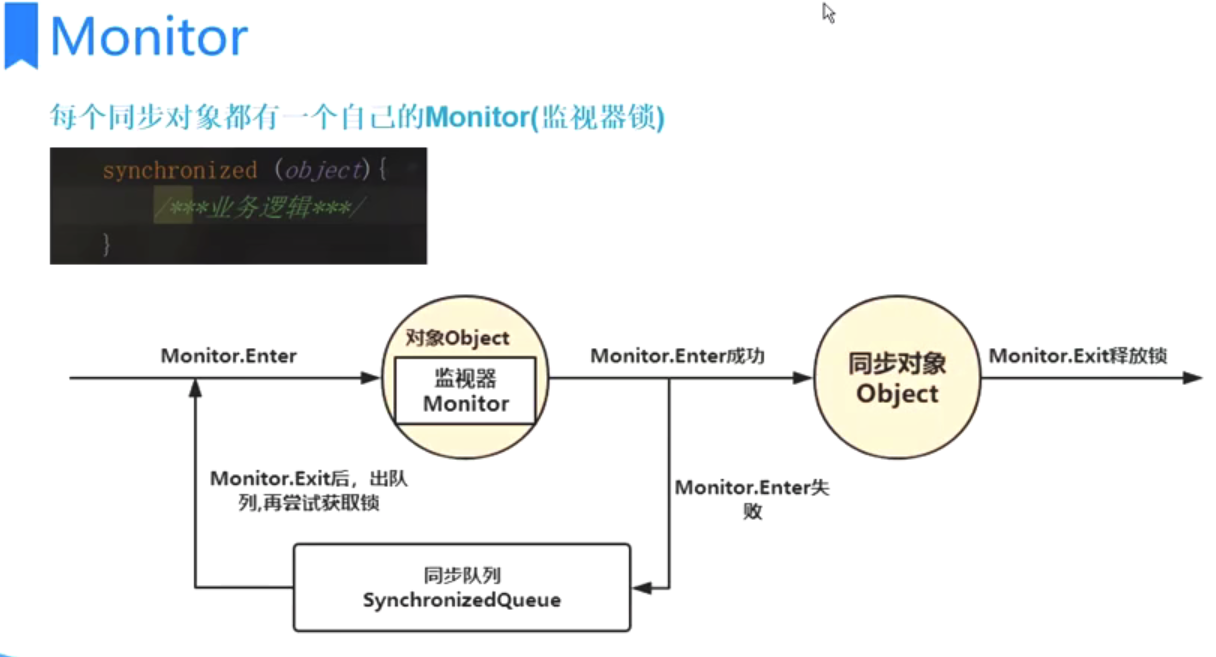 Monitor
每个同步对象都有一个自己的Monitor(监视器锁)
synchronized (object){
/***业务逻辑***/
}
Monitor.Enter
对象Object
监视器
Monitor
Monitor.Enter成功
同步对象
Object
Monitor.Exit释放锁
Monitor.Exit后，出队
列,再尝试获取锁
Monitor.Enter失
败
同步队列
SynchronizedQueue